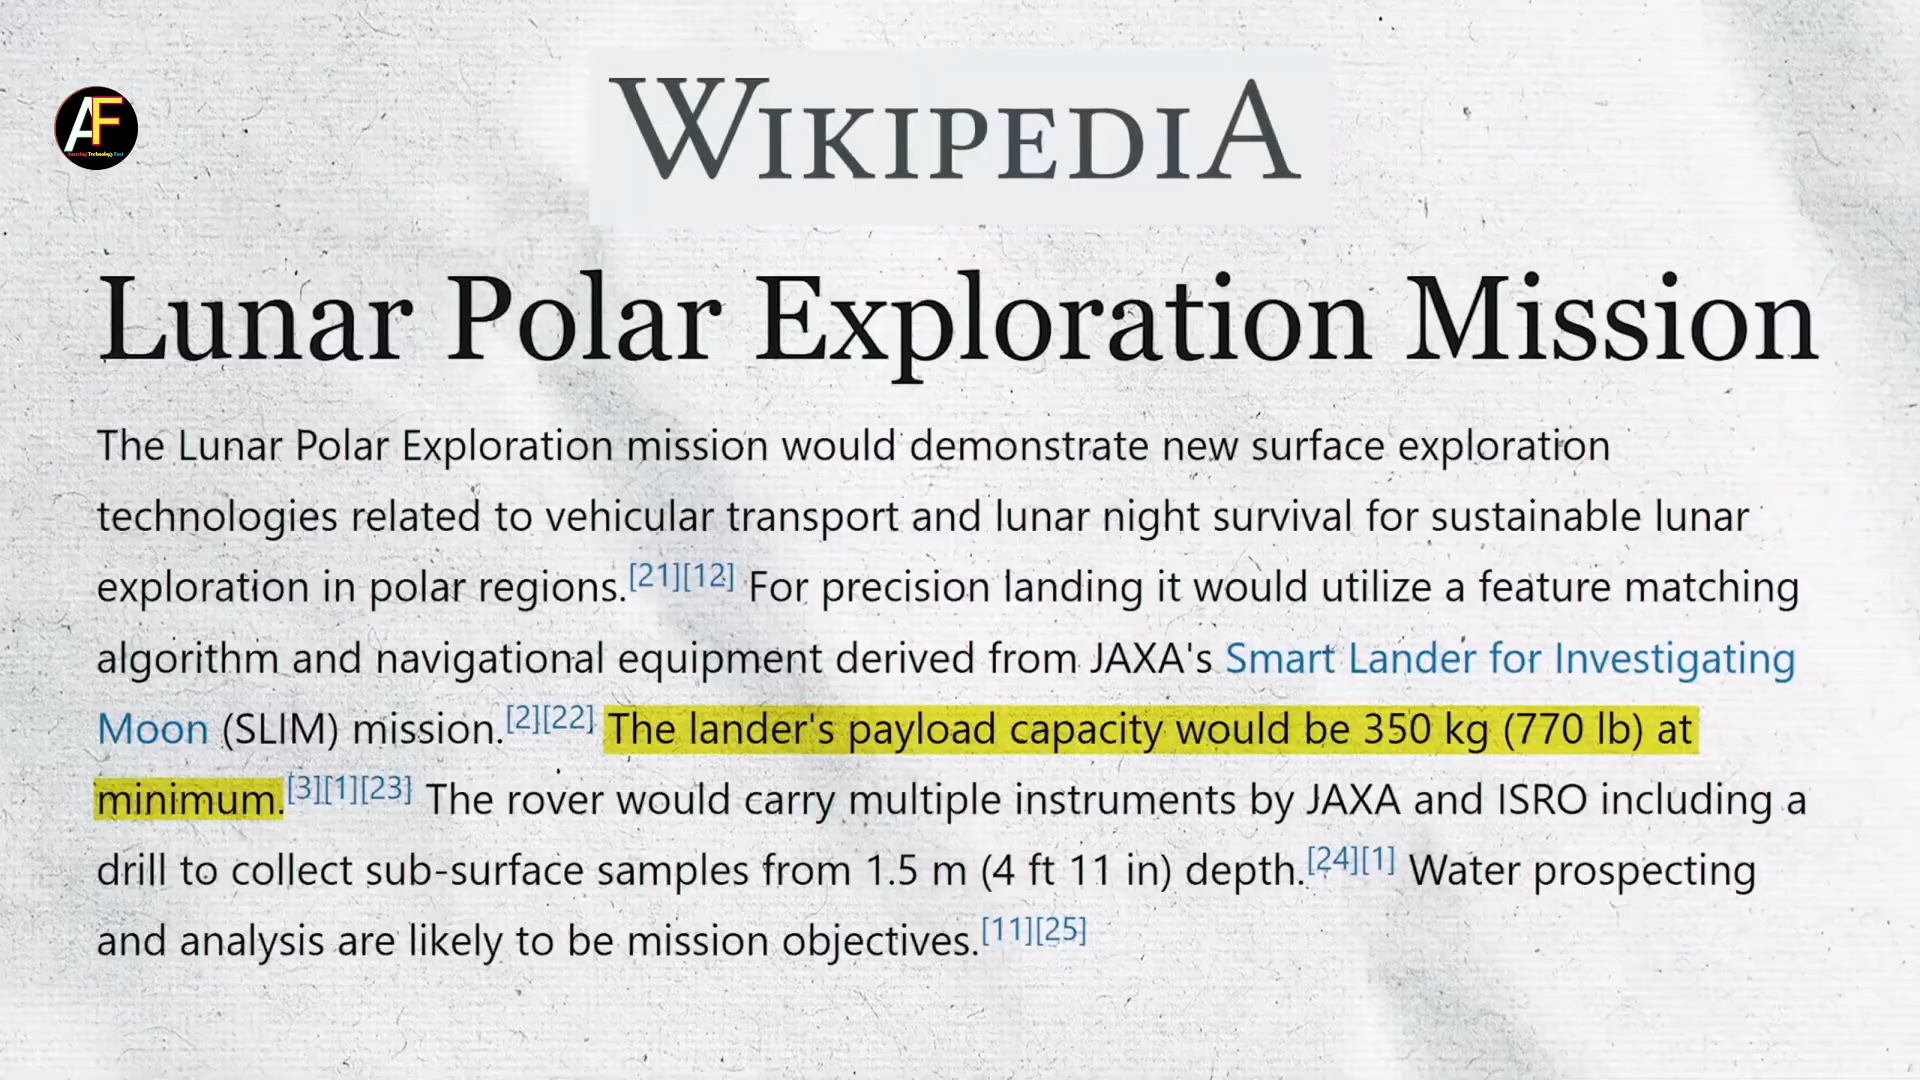 AF
Amazing Technology Fact
WIKIPEDIA
Lunar Polar Exploration Mission
The Lunar Polar Exploration mission would demonstrate new surface exploration
technologies related to vehicular transport and lunar night survival for sustainable lunar
exploration in polar regions.[21][12] For precision landing it would utilize a feature matching
algorithm and navigational equipment derived from JAXA's Smart Lander for Investigating
Moon (SLIM) mission.[2][22] The lander's payload capacity would be 350 kg (770 lb) at
minimum.[3][1][23] The rover would carry multiple instruments by JAXA and ISRO including a
drill to collect sub-surface samples from 1.5 m (4 ft 11 in) depth.[24][1] Water prospecting
and analysis are likely to be mission objectives.[11][25]